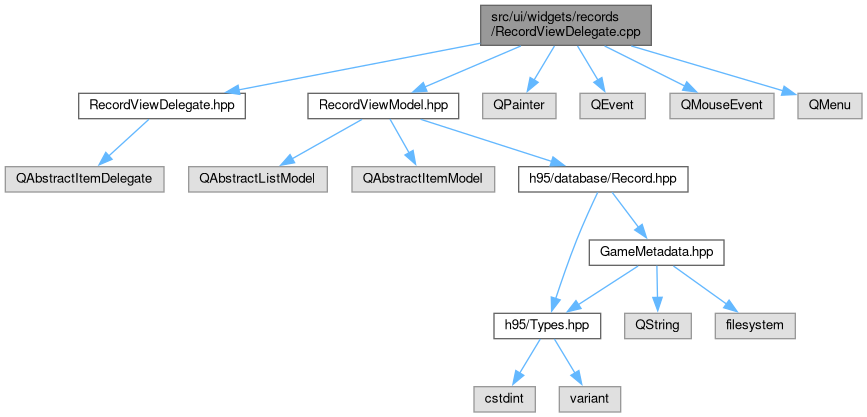 src/ui/widgets/records
/RecordViewDelegate.cpp
RecordViewDelegate.hpp
RecordViewModel.hpp
QPainter
QEvent
QMouseEvent
QMenu
QAbstractItemDelegate
QAbstractListModel
QAbstractItemModel
h95/database/Record.hpp
GameMetadata.hpp
h95/Types.hpp
QString
filesystem
cstdint
variant